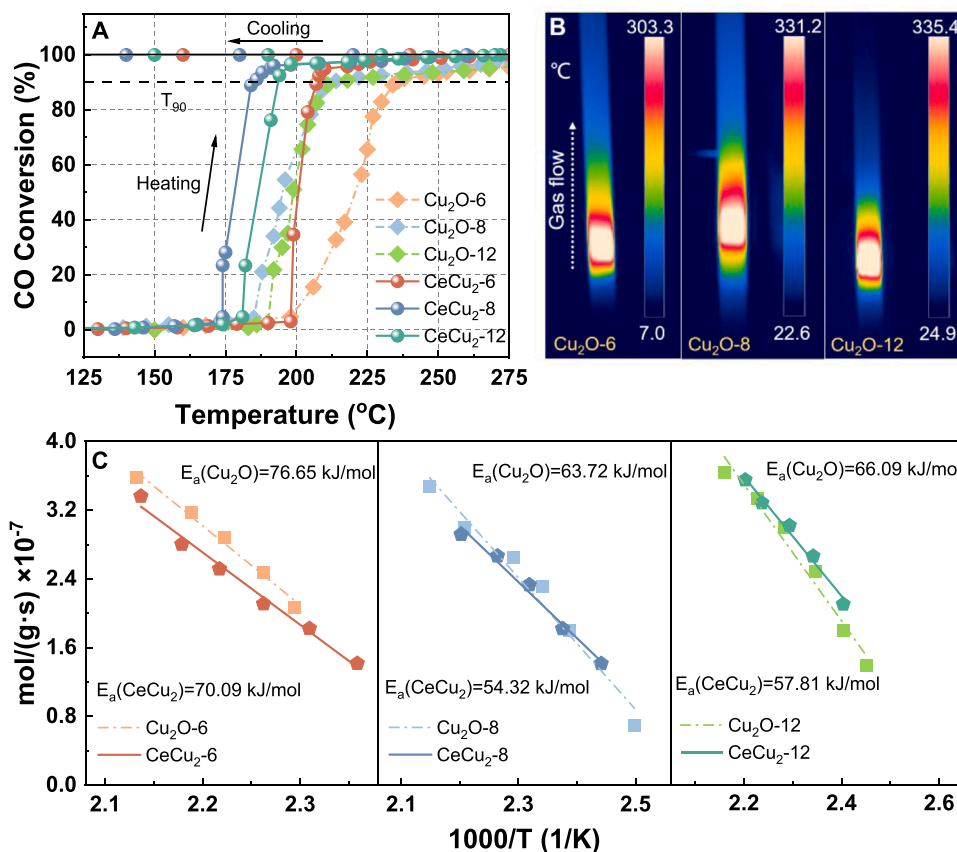 A
Cooling
T90
Heating
Cu2O-6
Cu2O-8
Cu2O-12
CeCu2-6
CeCu2-8
CeCu2-12
CO Conversion (%)
100
80
60
40
20
0
125 150 175 200 225 250 275
Temperature (°C)
B
°C
Gas flow
303.3
7.0
Cu2O-6
331.2
22.6
Cu2O-8
335.4
24.9
Cu2O-12
C
mol/(g·s) ×10⁻⁷
4.0
3.2
2.4
1.6
0.8
0.0
Ea(Cu2O)=76.65 kJ/mol
Ea(CeCu2)=70.09 kJ/mol
Cu2O-6
CeCu2-6
Ea(Cu2O)=63.72 kJ/mol
Ea(CeCu2)=54.32 kJ/mol
Cu2O-8
CeCu2-8
Ea(Cu2O)=66.09 kJ/mol
Ea(CeCu2)=57.81 kJ/mol
Cu2O-12
CeCu2-12
2.1 2.2 2.3 2.1 2.3 2.5 2.2 2.4 2.6
1000/T (1/K)